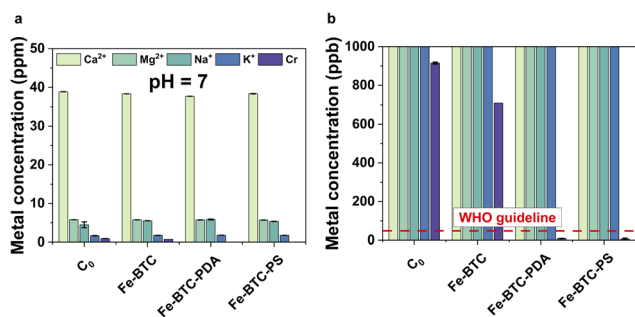 a
Metal concentration (ppm)
50
40
30
20
10
0
Ca²⁺ Mg²⁺ Na⁺ K⁺ Cr
pH = 7
C₀
Fe-BTC
Fe-BTC-PDA
Fe-BTC-PS
b
Metal concentration (ppb)
1000
800
600
400
200
0
WHO guideline
C₀
Fe-BTC
Fe-BTC-PDA
Fe-BTC-PS